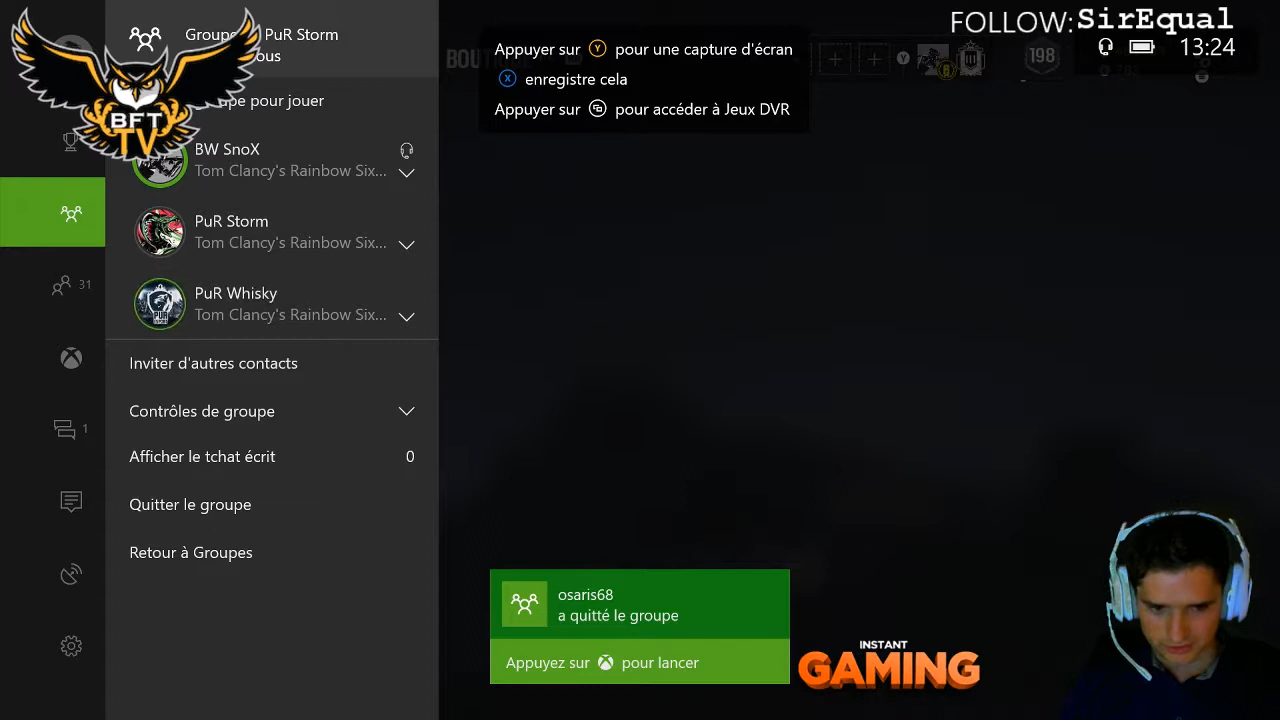 Groupe PuR Storm
ous
pe pour jouer
BFT
TV
BW SnoX
Tom Clancy's Rainbow Six...
PuR Storm
Tom Clancy's Rainbow Six...
PuR Whisky
Tom Clancy's Rainbow Six...
31
1
Inviter d'autres contacts
Contrôles de groupe
Afficher le tchat écrit 0
Quitter le groupe
Retour à Groupes
Appuyer sur Y pour une capture d'écran
X enregistre cela
Appuyer sur pour accéder à Jeux DVR
FOLLOW:SirEqual
13:24
Y
6
198
osaris68
a quitté le groupe
Appuyez sur pour lancer
INSTANT
GAMING